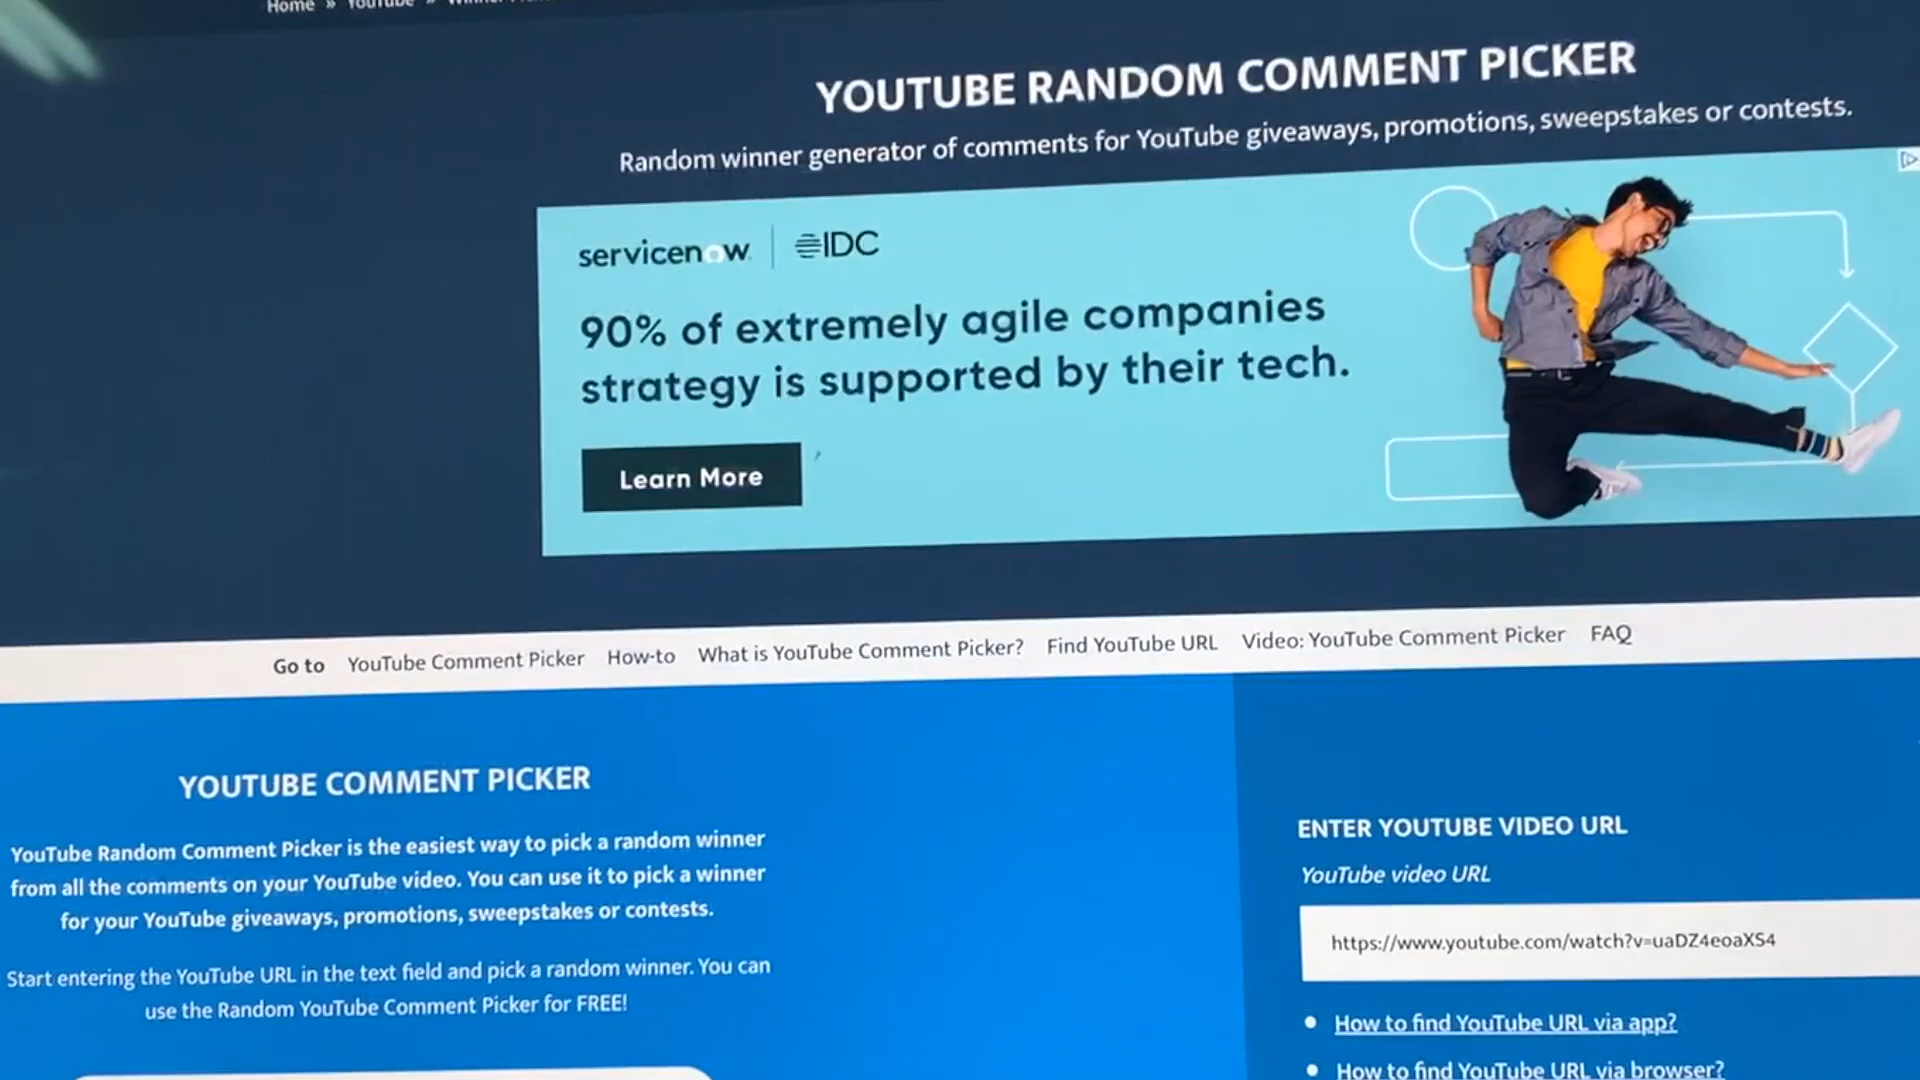 Home » YouTube »
YOUTUBE RANDOM COMMENT PICKER
Random winner generator of comments for YouTube giveaways, promotions, sweepstakes or contests.
servicenow. IDC
90% of extremely agile companies
strategy is supported by their tech.
Learn More
Go to YouTube Comment Picker How-to What is YouTube Comment Picker? Find YouTube URL Video: YouTube Comment Picker FAQ
YOUTUBE COMMENT PICKER
YouTube Random Comment Picker is the easiest way to pick a random winner
from all the comments on your YouTube video. You can use it to pick a winner
for your YouTube giveaways, promotions, sweepstakes or contests.
Start entering the YouTube URL in the text field and pick a random winner. You can
use the Random YouTube Comment Picker for FREE!
ENTER YOUTUBE VIDEO URL
YouTube video URL
https://www.youtube.com/watch?v=uaDZ4eoaXS4
How to find YouTube URL via app?
How to find YouTube URL via browser?